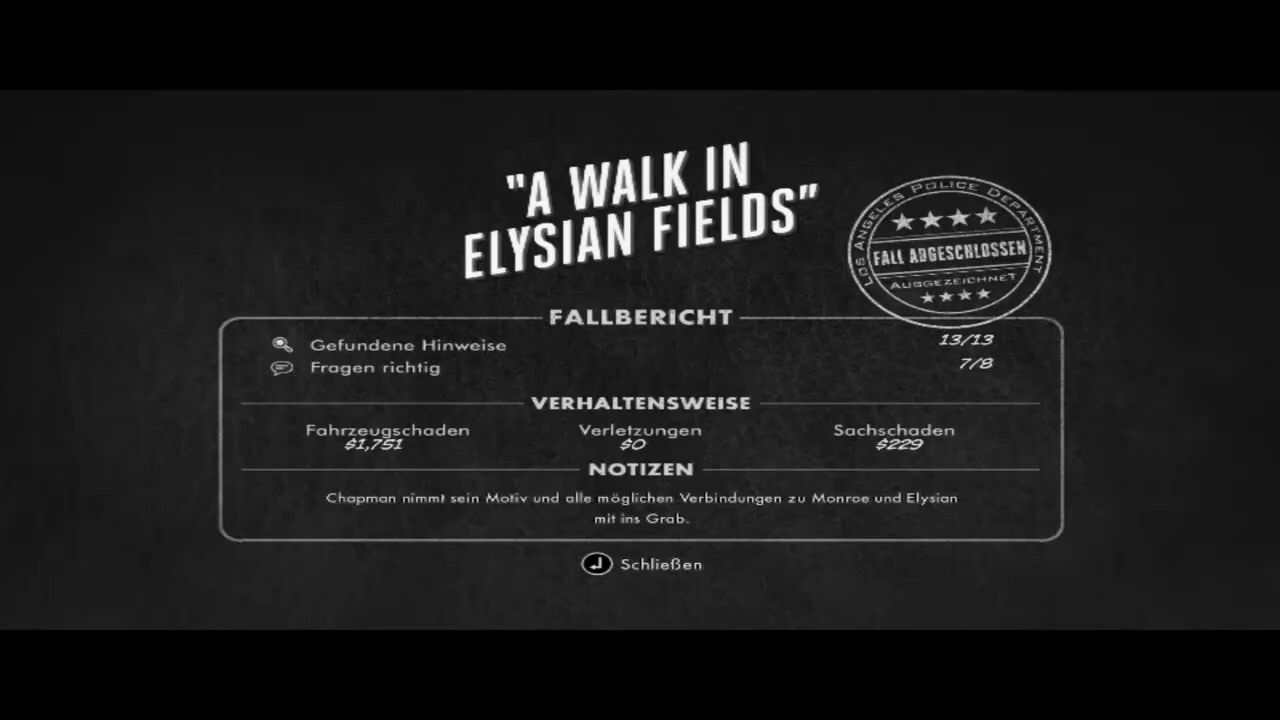 "A WALK IN
ELYSIAN FIELDS"
LOS ANGELES POLICE DEPARTMENT
FALL ABGESCHLOSSEN
AUSGEZEICHNET
FALLBERICHT
Gefundene Hinweise 13/13
Fragen richtig 7/8
VERHALTENSWEISE
Fahrzeugschaden Verletzungen Sachschaden
$1,751 $0 $229
NOTIZEN
Chapman nimmt sein Motiv und alle möglichen Verbindungen zu Monroe und Elysian
mit ins Grab.
Schließen